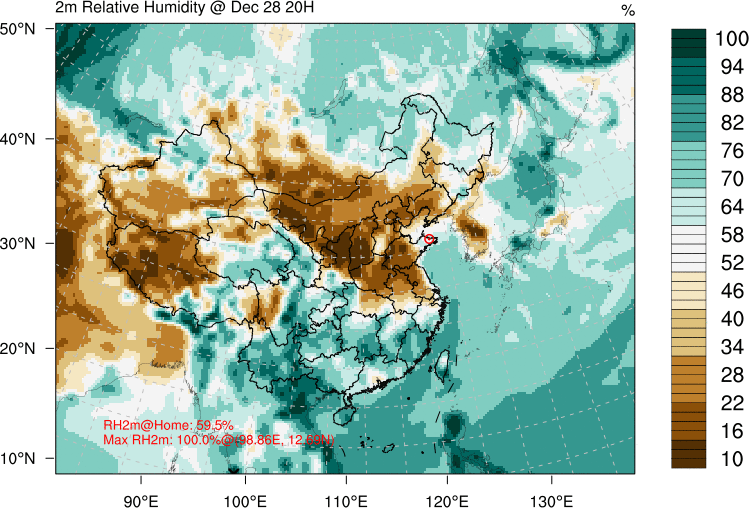 2m Relative Humidity @ Dec 28 20H
%
50°N
40°N
30°N
20°N
10°N
90°E
100°E
110°E
120°E
130°E
RH2m@Home: 59.5%
Max RH2m: 100.0%@(98.86E, 12.59N)
100
94
88
82
76
70
64
58
52
46
40
34
28
22
16
10